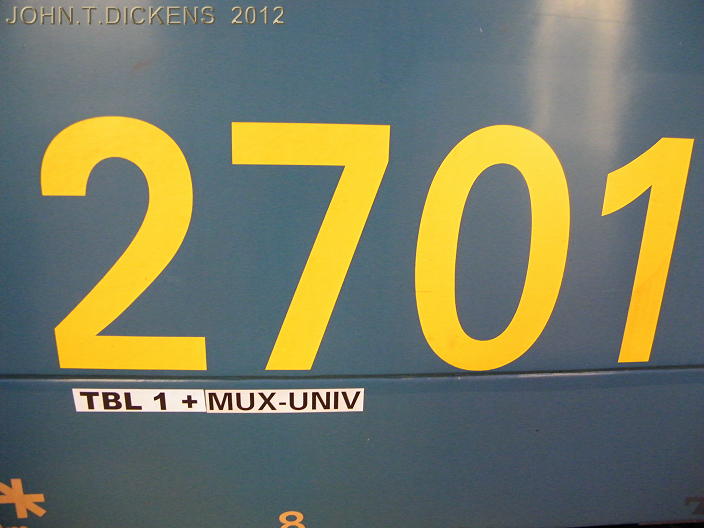 JOHN.T.DICKENS 2012
2701
TBL 1 + MUX-UNIV
8